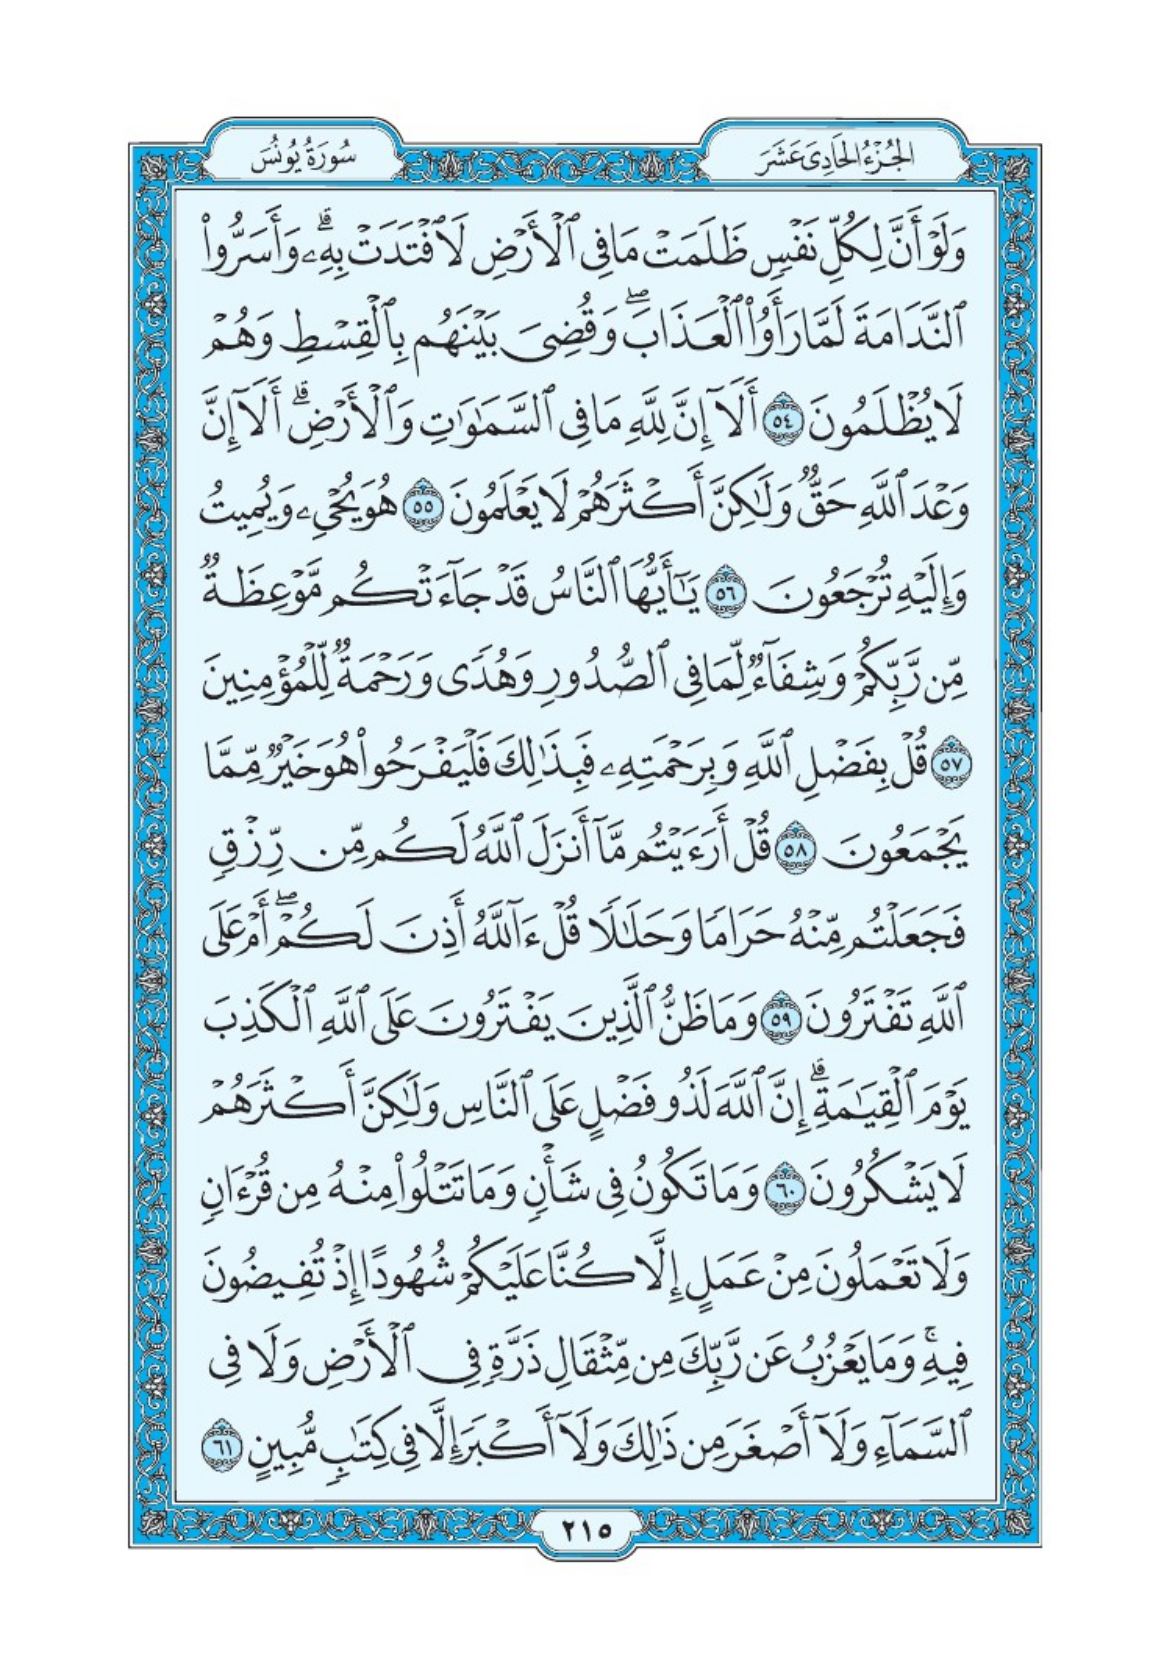 الجُزْءُ الحَادِىَ عَشَرَ
سُورَةُ يُونُسَ
وَلَوْ أَنَّ لِكُلِّ نَفْسٖ ظَلَمَتۡ مَا فِي ٱلۡأَرۡضِ لَٱفۡتَدَتۡ بِهِۦۗ وَأَسَرُّواْ
ٱلنَّدَامَةَ لَمَّا رَأَوُاْ ٱلۡعَذَابَۖ وَقُضِيَ بَيۡنَهُم بِٱلۡقِسۡطِ وَهُمۡ
لَا يُظۡلَمُونَ ٥٤ أَلَآ إِنَّ لِلَّهِ مَا فِي ٱلسَّمَٰوَٰتِ وَٱلۡأَرۡضِۗ أَلَآ إِنَّ
وَعۡدَ ٱللَّهِ حَقّٞ وَلَٰكِنَّ أَكۡثَرَهُمۡ لَا يَعۡلَمُونَ ٥٥ هُوَ يُحۡيِۦ وَيُمِيتُ
وَإِلَيۡهِ تُرۡجَعُونَ ٥٦ يَٰٓأَيُّهَا ٱلنَّاسُ قَدۡ جَآءَتۡكُم مَّوۡعِظَةٞ
مِّن رَّبِّكُمۡ وَشِفَآءٞ لِّمَا فِي ٱلصُّدُورِ وَهُدٗى وَرَحۡمَةٞ لِّلۡمُؤۡمِنِينَ
٥٧ قُلۡ بِفَضۡلِ ٱللَّهِ وَبِرَحۡمَتِهِۦ فَبِذَٰلِكَ فَلۡيَفۡرَحُواْ هُوَ خَيۡرٞ مِّمَّا
يَجۡمَعُونَ ٥٨ قُلۡ أَرَءَيۡتُم مَّآ أَنزَلَ ٱللَّهُ لَكُم مِّن رِّزۡقٖ
فَجَعَلۡتُم مِّنۡهُ حَرَامٗا وَحَلَٰلٗا قُلۡ ءَآللَّهُ أَذِنَ لَكُمۡۖ أَمۡ عَلَى
ٱللَّهِ تَفۡتَرُونَ ٥٩ وَمَا ظَنُّ ٱلَّذِينَ يَفۡتَرُونَ عَلَى ٱللَّهِ ٱلۡكَذِبَ
يَوۡمَ ٱلۡقِيَٰمَةِۗ إِنَّ ٱللَّهَ لَذُو فَضۡلٍ عَلَى ٱلنَّاسِ وَلَٰكِنَّ أَكۡثَرَهُمۡ
لَا يَشۡكُرُونَ ٦٠ وَمَا تَكُونُ فِي شَأۡنٖ وَمَا تَتۡلُواْ مِنۡهُ مِن قُرۡءَانٖ
وَلَا تَعۡمَلُونَ مِنۡ عَمَلٍ إِلَّا كُنَّا عَلَيۡكُمۡ شُهُودًا إِذۡ تُفِيضُونَ
فِيهِۚ وَمَا يَعۡزُبُ عَن رَّبِّكَ مِن مِّثۡقَالِ ذَرَّةٖ فِي ٱلۡأَرۡضِ وَلَا فِي
ٱلسَّمَآءِ وَلَآ أَصۡغَرَ مِن ذَٰلِكَ وَلَآ أَكۡبَرَ إِلَّا فِي كِتَٰبٖ مُّبِينٍ ٦١
٢١٥